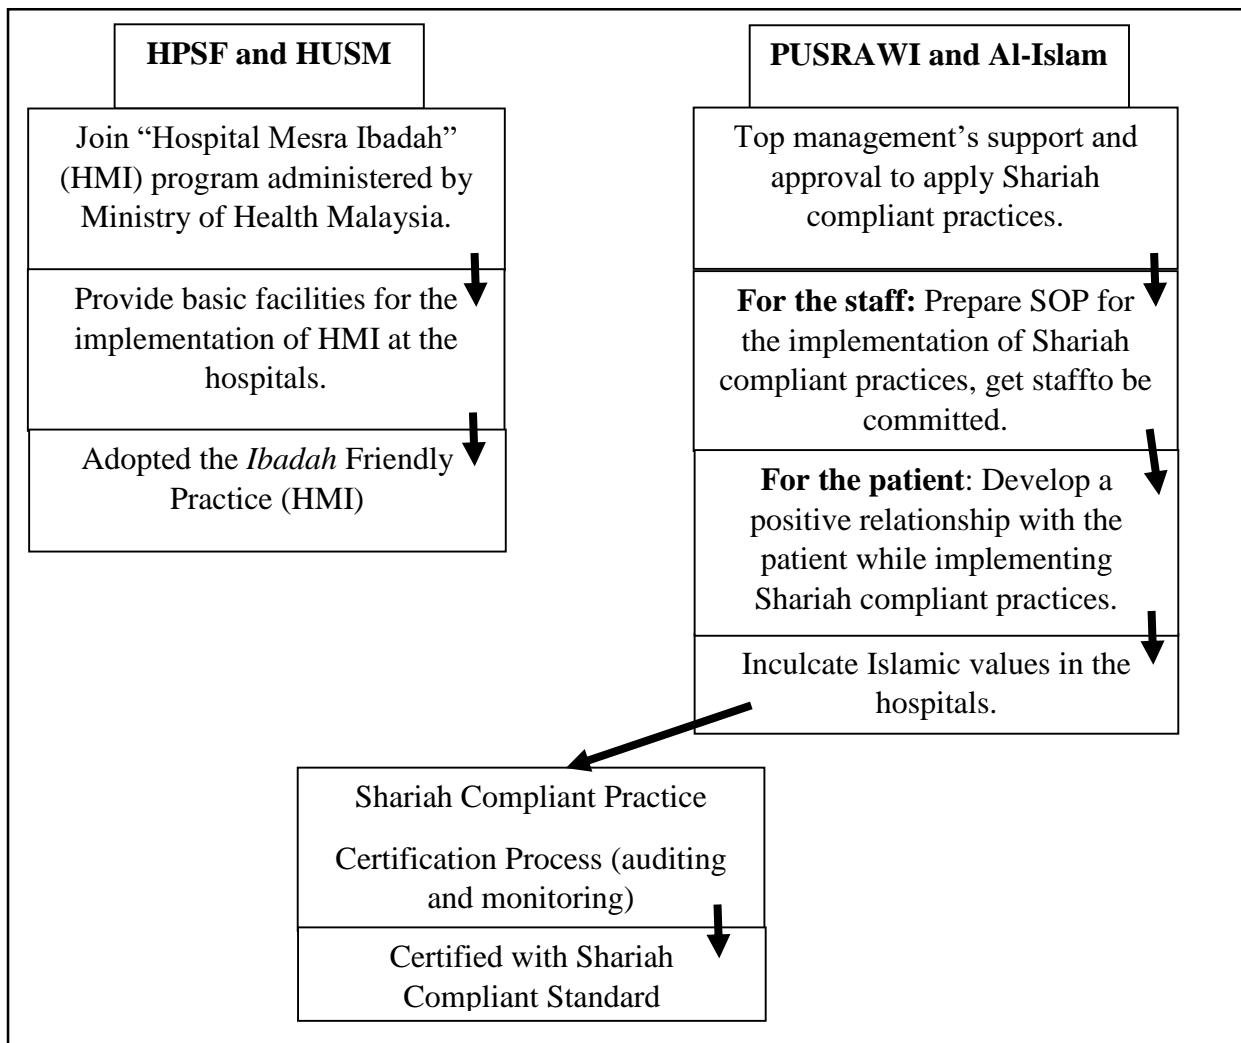 HPSF and HUSM
Join “Hospital Mesra Ibadah”
(HMI) program administered by
Ministry of Health Malaysia.
Provide basic facilities for the
implementation of HMI at the
hospitals.
Adopted the Ibadah Friendly
Practice (HMI)
PUSRAWI and Al-Islam
Top management’s support and
approval to apply Shariah
compliant practices.
For the staff: Prepare SOP for
the implementation of Shariah
compliant practices, get staffto be
committed.
For the patient: Develop a
positive relationship with the
patient while implementing
Shariah compliant practices.
Inculcate Islamic values in the
hospitals.
Shariah Compliant Practice
Certification Process (auditing
and monitoring)
Certified with Shariah
Compliant Standard